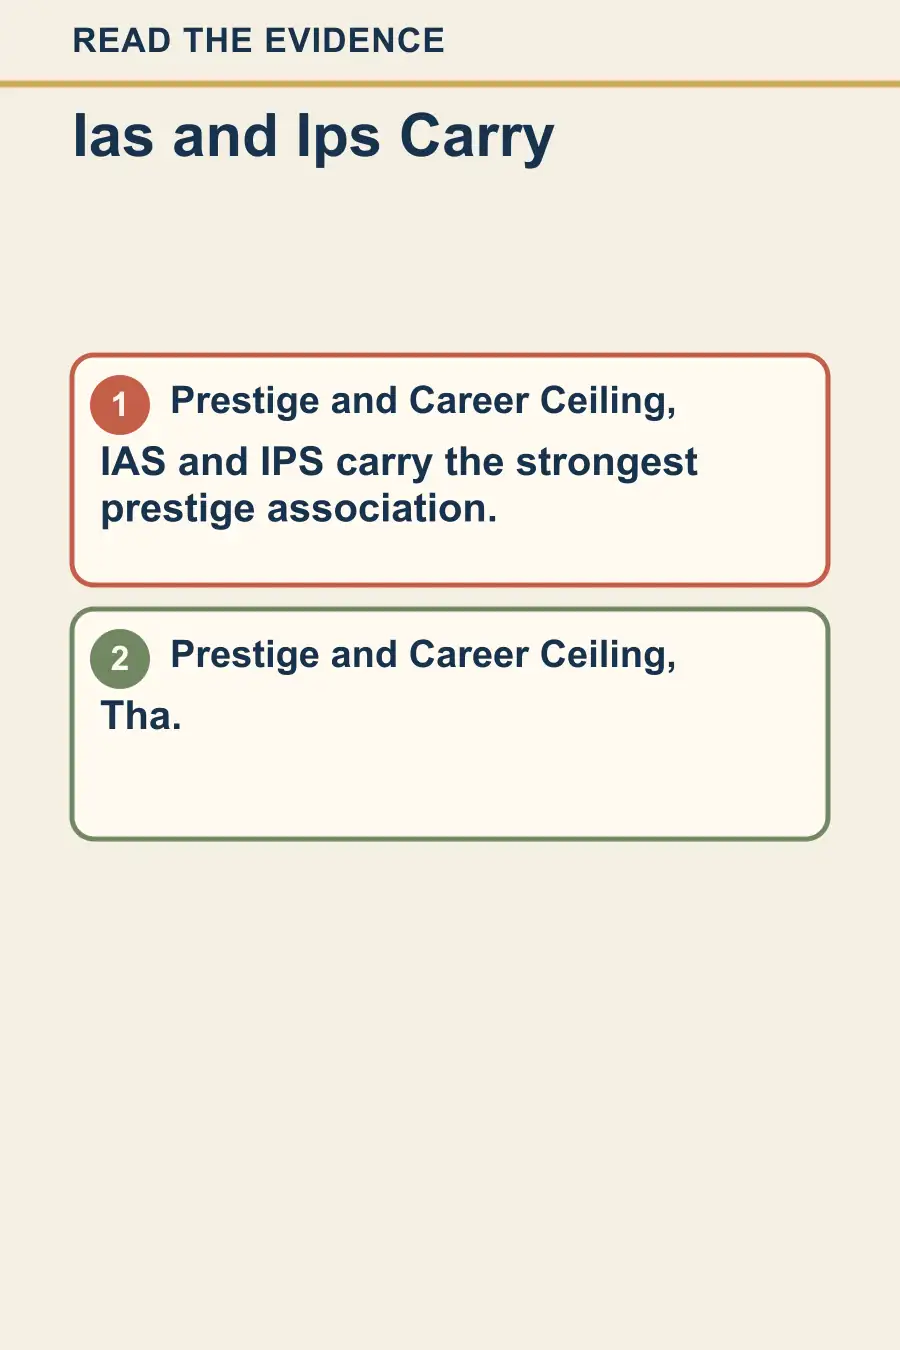 READ THE EVIDENCE
Ias and Ips Carry
1 Prestige and Career Ceiling,
IAS and IPS carry the strongest
prestige association.
2 Prestige and Career Ceiling,
Tha.